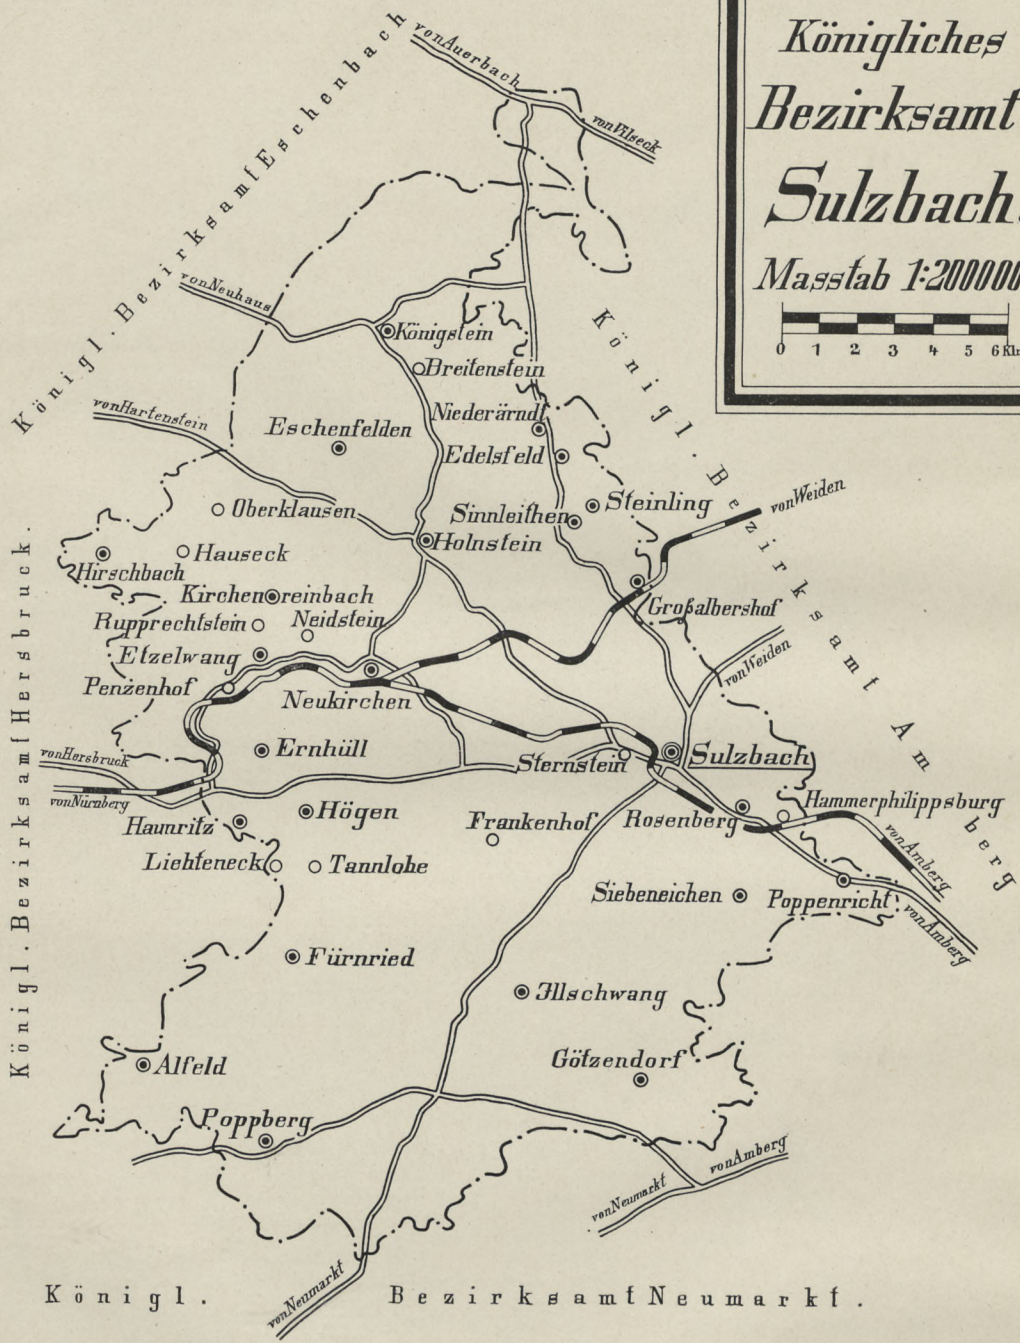 Königliches
Bezirksamt
Sulzbach.
Masstab 1:200000
0 1 2 3 4 5 6 Klm
Königl. Bezirksamt Eschenbach
von Auerbach
von Vilseck
von Neuhaus
Königstein
Breitenstein
Königl. Bezirksamt Amberg
von Hartenstein
Niederärndt
Eschenfelden
Edelsfeld
Oberklausen
Sinnleithen
Steinling
von Weiden
Holnstein
Hauseck
Hirschbach
Kirchenreinbach
Großalbershof
Rupprechtstein
Neidstein
Etzelwang
von Weiden
Penzenhof
Neukirchen
Königl. Bezirksamt Hersbruck.
Ernhüll
Sternstein
Sulzbach
von Hersbruck
von Nürnberg
Högen
Hammerphilippsburg
Haunritz
Frankenhof
Rosenberg
von Amberg
Liehteneck
Tannlohe
Siebeneichen
Poppenricht
von Amberg
Fürnried
Illschwang
Alfeld
Götzendorf
Poppberg
von Amberg
von Neumarkt
von Neumarkt
Königl. Bezirksamt Neumarkt.